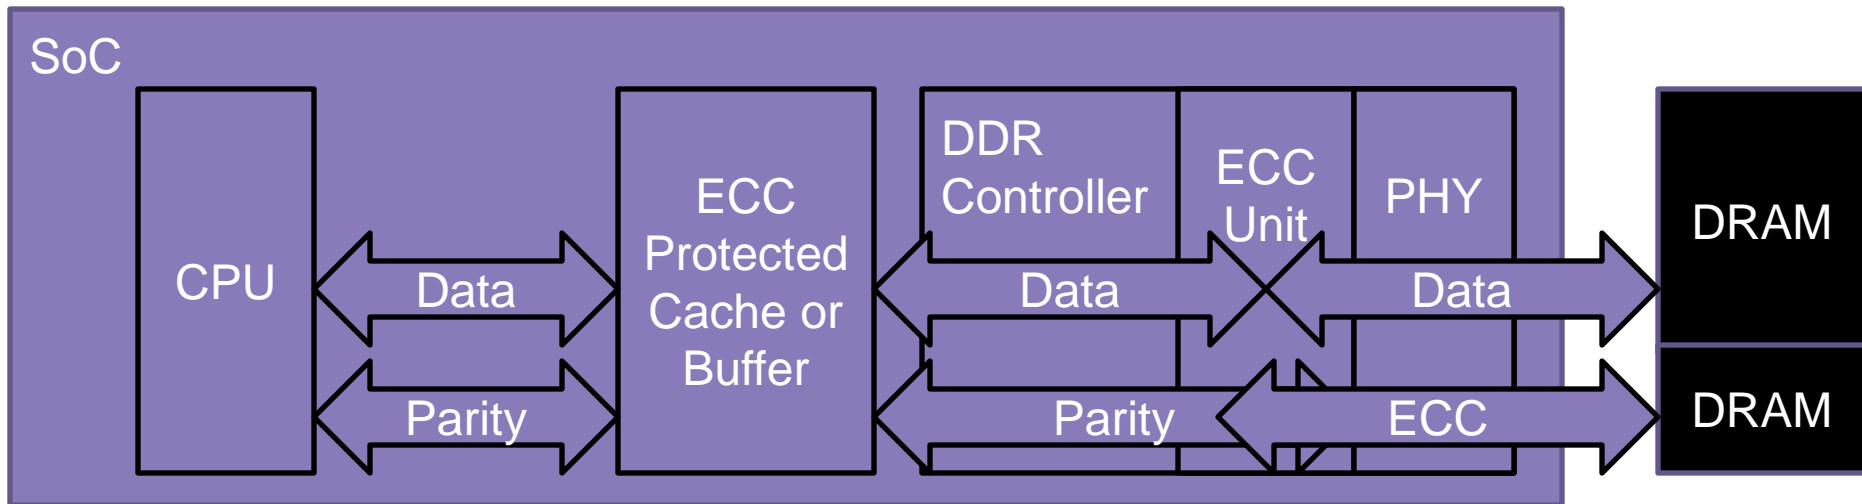 SoC
CPU
Data
Parity
ECC
Protected
Cache or
Buffer
DDR
Controller
ECC
Unit
PHY
Data
Data
Parity
ECC
DRAM
DRAM